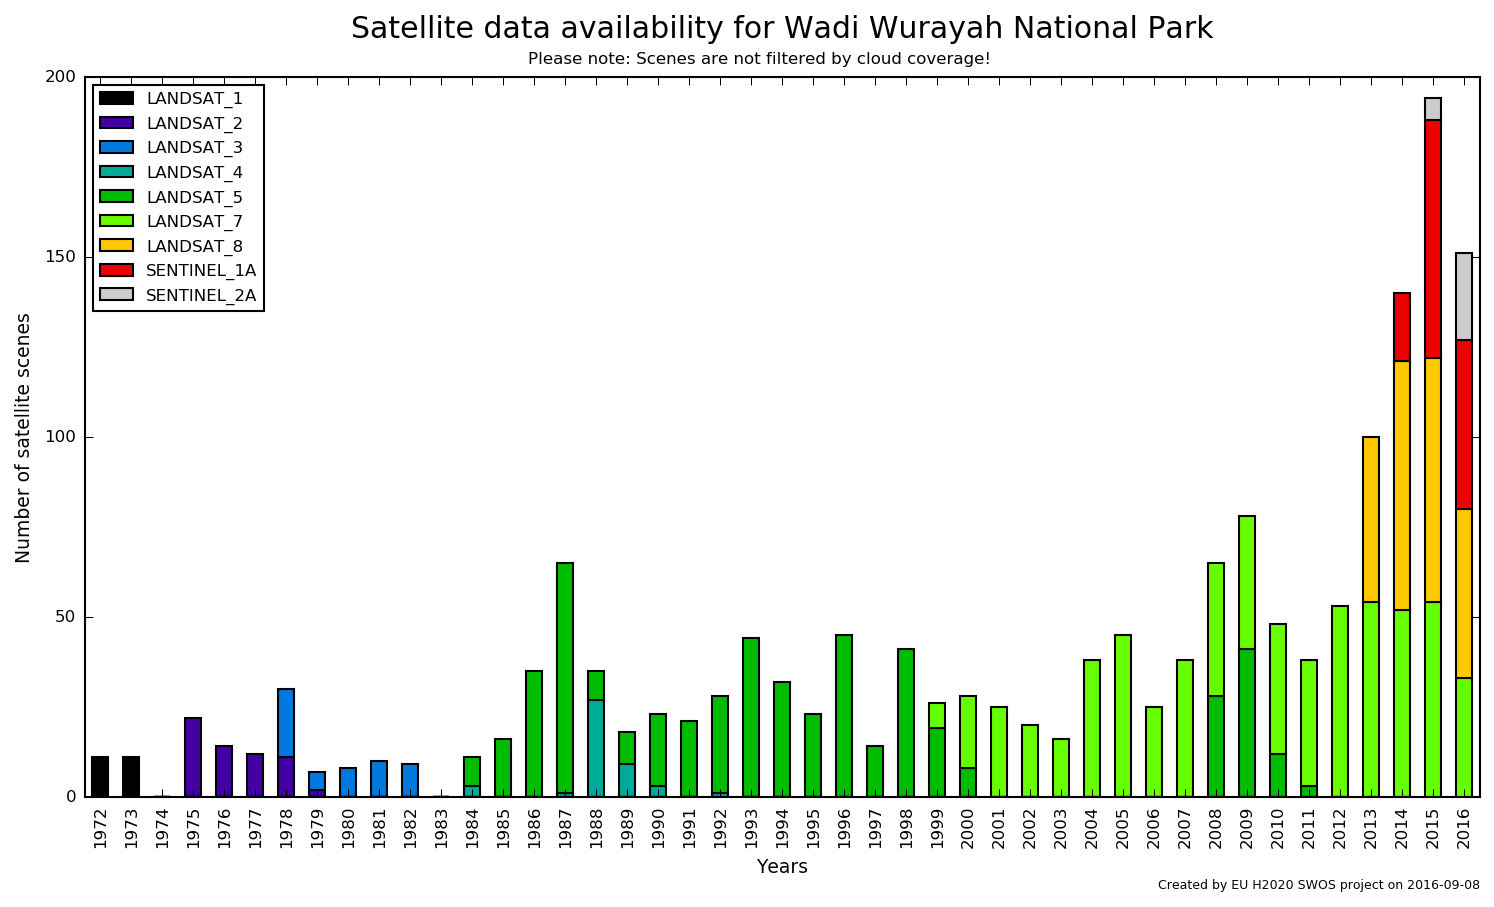 Satellite data availability for Wadi Wurayah National Park
Please note: Scenes are not filtered by cloud coverage!
LANDSAT_1
LANDSAT_2
LANDSAT_3
LANDSAT_4
LANDSAT_5
LANDSAT_7
LANDSAT_8
SENTINEL_1A
SENTINEL_2A
Number of satellite scenes
200
150
100
50
0
1972 1973 1974 1975 1976 1977 1978 1979 1980 1981 1982 1983 1984 1985 1986 1987 1988 1989 1990 1991 1992 1993 1994 1995 1996 1997 1998 1999 2000 2001 2002 2003 2004 2005 2006 2007 2008 2009 2010 2011 2012 2013 2014 2015 2016
Years
Created by EU H2020 SWOS project on 2016-09-08